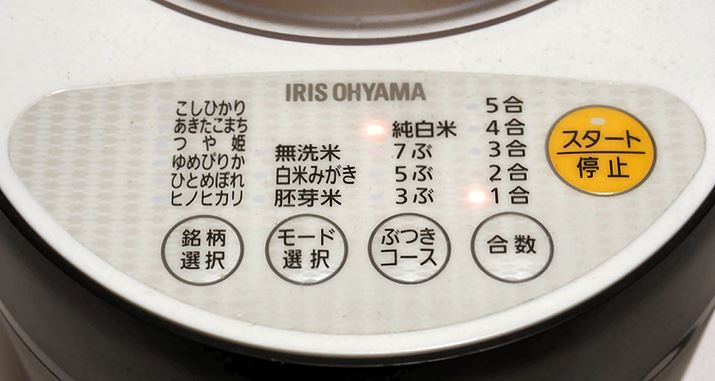 IRIS OHYAMA
こしひかり
あきたこまち
つや姫
ゆめぴりか
ひとめぼれ
ヒノヒカリ
銘柄
選択
無洗米
白米みがき
胚芽米
モード
選択
純白米
7ぶ
5ぶ
3ぶ
ぶつき
コース
5合
4合
3合
2合
1合
合数
スタート
停止